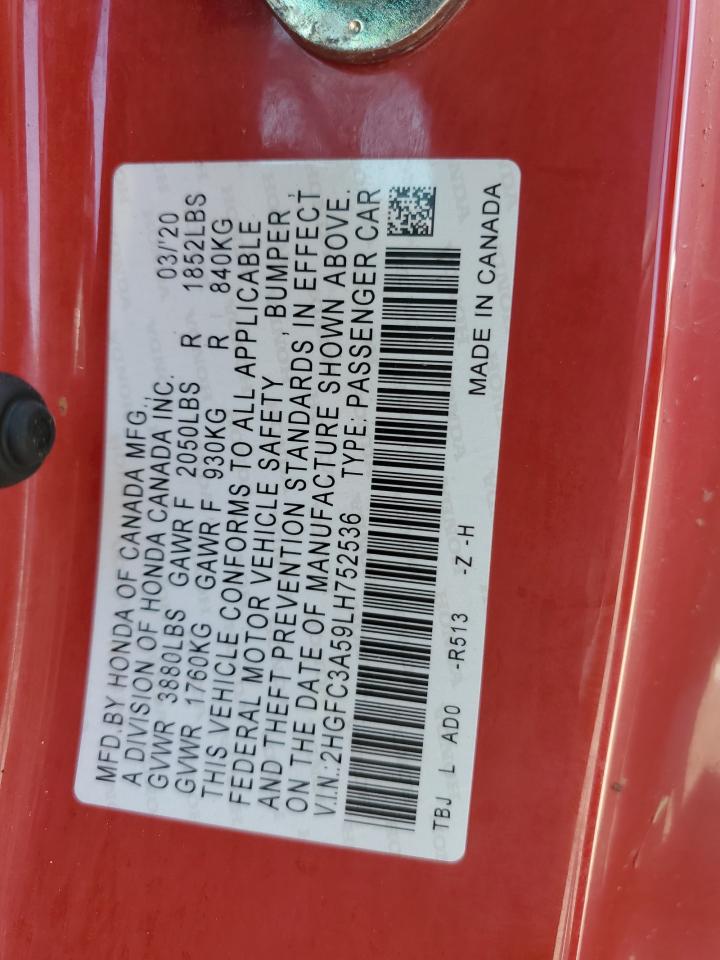 MFD.BY HONDA OF CANADA MFG., 03/'20
A DIVISION OF HONDA CANADA INC.
GVWR 3880LBS GAWR F 2050LBS R 1852LBS
GVWR 1760KG GAWR F 930KG R 840KG
THIS VEHICLE CONFORMS TO ALL APPLICABLE
FEDERAL MOTOR VEHICLE SAFETY, BUMPER,
AND THEFT PREVENTION STANDARDS IN EFFECT
ON THE DATE OF MANUFACTURE SHOWN ABOVE.
V.I.N.:2HGFC3A59LH752536 TYPE: PASSENGER CAR
TBJ L AD0 -R513 -Z -H MADE IN CANADA